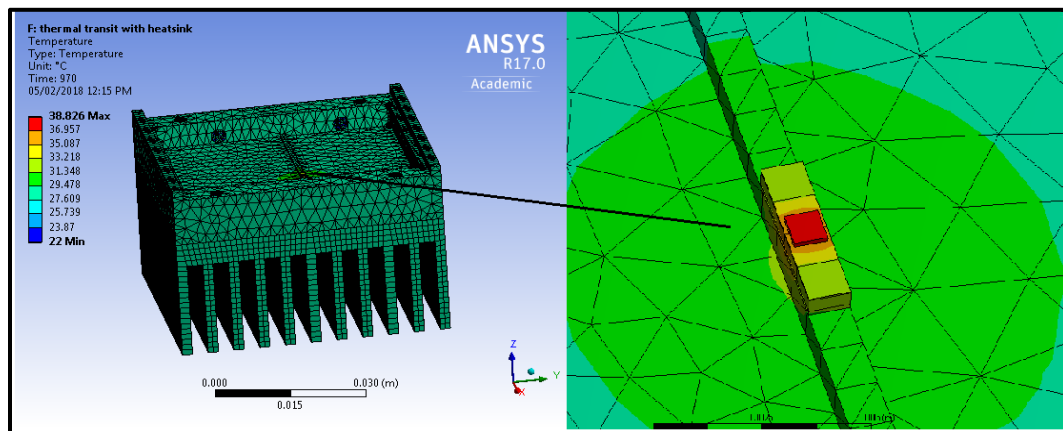 F: thermal transit with heatsink
Temperature
Type: Temperature
Unit: °C
Time: 970
05/02/2018 12:15 PM
38.826 Max
36.957
35.087
33.218
31.348
29.478
27.609
25.739
23.87
22 Min
ANSYS
R17.0
Academic
0.000
0.030 (m)
0.015
Z
Y
X